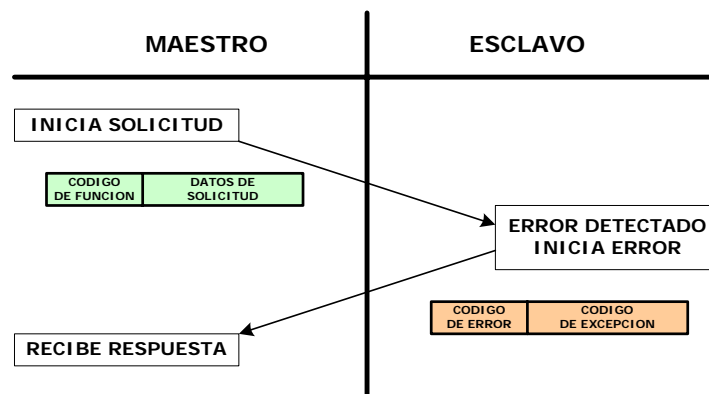 MAESTRO
ESCLAVO
INICIA SOLICITUD
CODIGO
DE FUNCION
DATOS DE
SOLICITUD
ERROR DETECTADO
INICIA ERROR
CODIGO
DE ERROR
CODIGO
DE EXCEPCION
RECIBE RESPUESTA